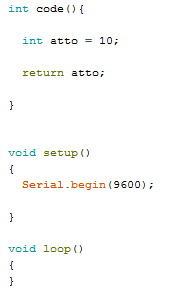 int code(){
int atto = 10;
return atto;
}
void setup()
{
Serial.begin(9600);
}
void loop()
{
}